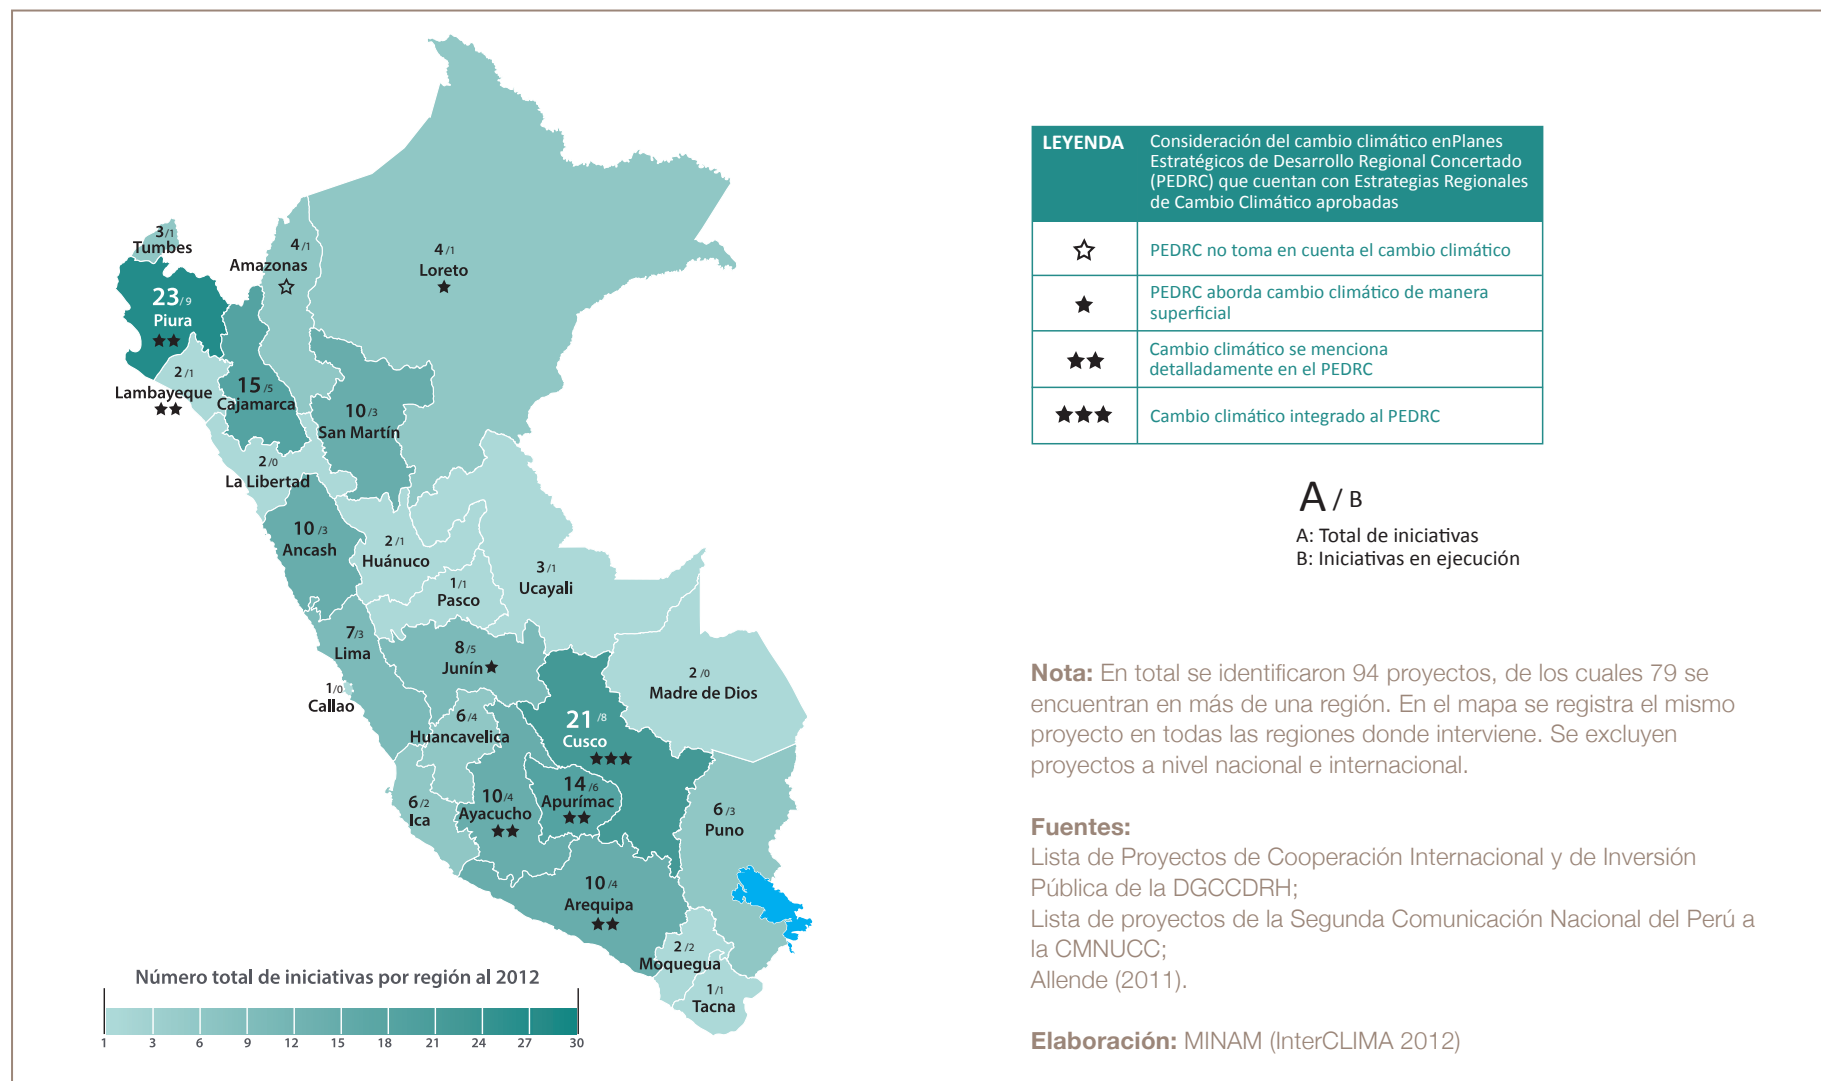 3/1
Tumbes
4/1
Amazonas
4/1
Loreto
23/9
Piura
2/1
Lambayeque
15/5
Cajamarca
10/3
San Martín
2/0
La Libertad
10/3
Ancash
2/1
Huánuco
1/1
Pasco
3/1
Ucayali
7/3
Lima
8/5
Junín
1/0
Callao
2/0
Madre de Dios
6/4
Huancavelica
21/8
Cusco
6/2
Ica
10/4
Ayacucho
14/6
Apurímac
6/3
Puno
10/4
Arequipa
2/2
Moquegua
1/1
Tacna
Número total de iniciativas por región al 2012
1 3 6 9 12 15 18 21 24 27 30
LEYENDA
Consideración del cambio climático enPlanes
Estratégicos de Desarrollo Regional Concertado
(PEDRC) que cuentan con Estrategias Regionales
de Cambio Climático aprobadas
PEDRC no toma en cuenta el cambio climático
PEDRC aborda cambio climático de manera
superficial
Cambio climático se menciona
detalladamente en el PEDRC
Cambio climático integrado al PEDRC
A / B
A: Total de iniciativas
B: Iniciativas en ejecución
Nota: En total se identificaron 94 proyectos, de los cuales 79 se
encuentran en más de una región. En el mapa se registra el mismo
proyecto en todas las regiones donde interviene. Se excluyen
proyectos a nivel nacional e internacional.
Fuentes:
Lista de Proyectos de Cooperación Internacional y de Inversión
Pública de la DGCCDRH;
Lista de proyectos de la Segunda Comunicación Nacional del Perú a
la CMNUCC;
Allende (2011).
Elaboración: MINAM (InterCLIMA 2012)